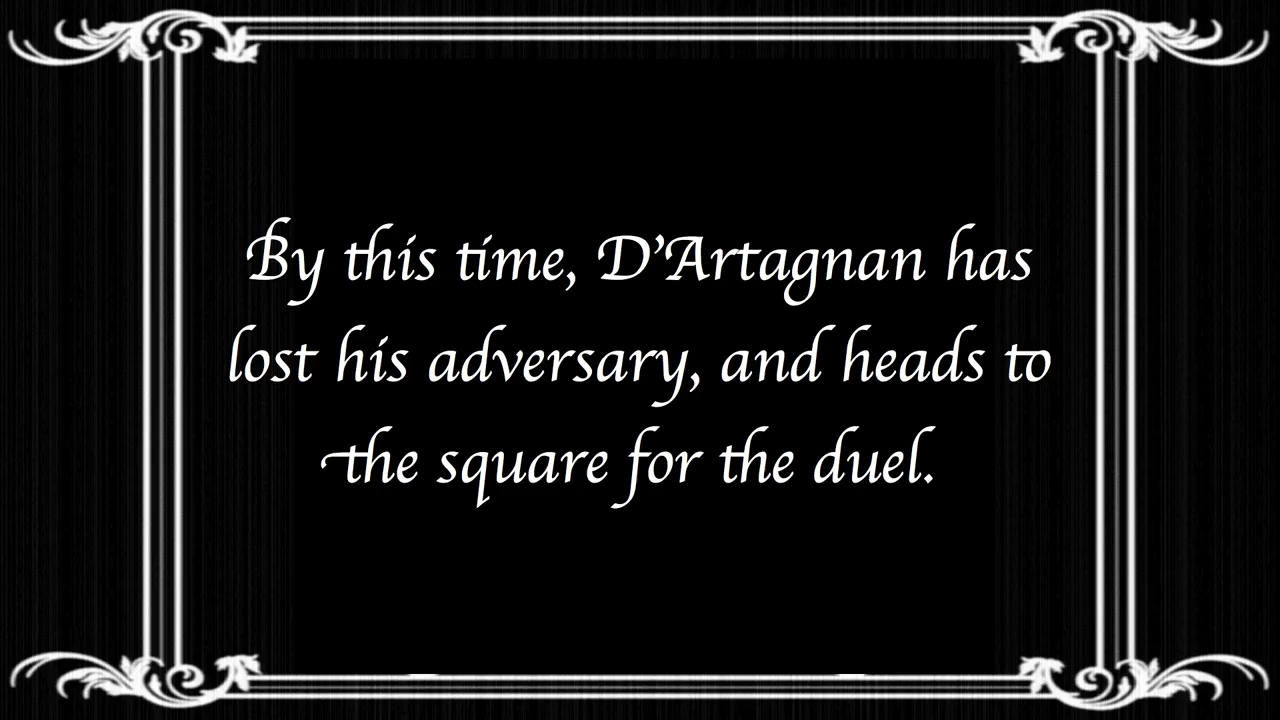 By this time, D'Artagnan has
lost his adversary, and heads to
the square for the duel.